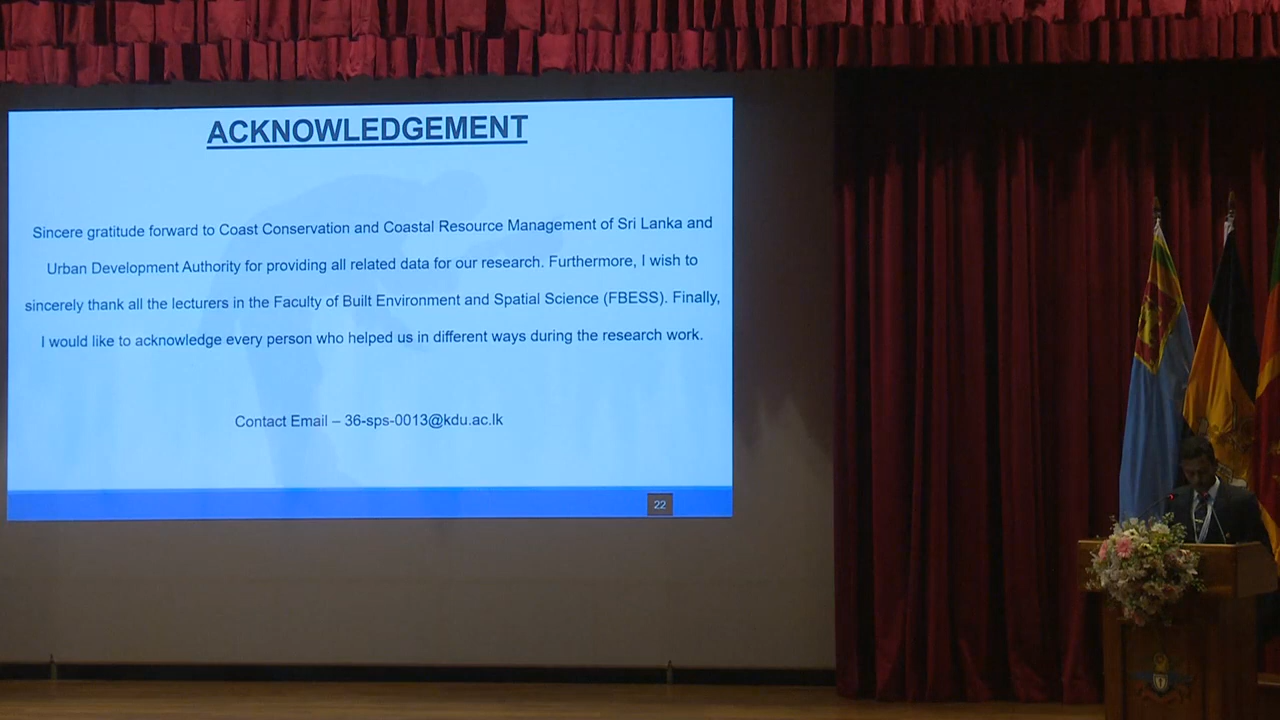 ACKNOWLEDGEMENT
Sincere gratitude forward to Coast Conservation and Coastal Resource Management of Sri Lanka and
Urban Development Authority for providing all related data for our research. Furthermore, I wish to
sincerely thank all the lecturers in the Faculty of Built Environment and Spatial Science (FBESS). Finally,
I would like to acknowledge every person who helped us in different ways during the research work.
Contact Email – 36-sps-0013@kdu.ac.lk
22